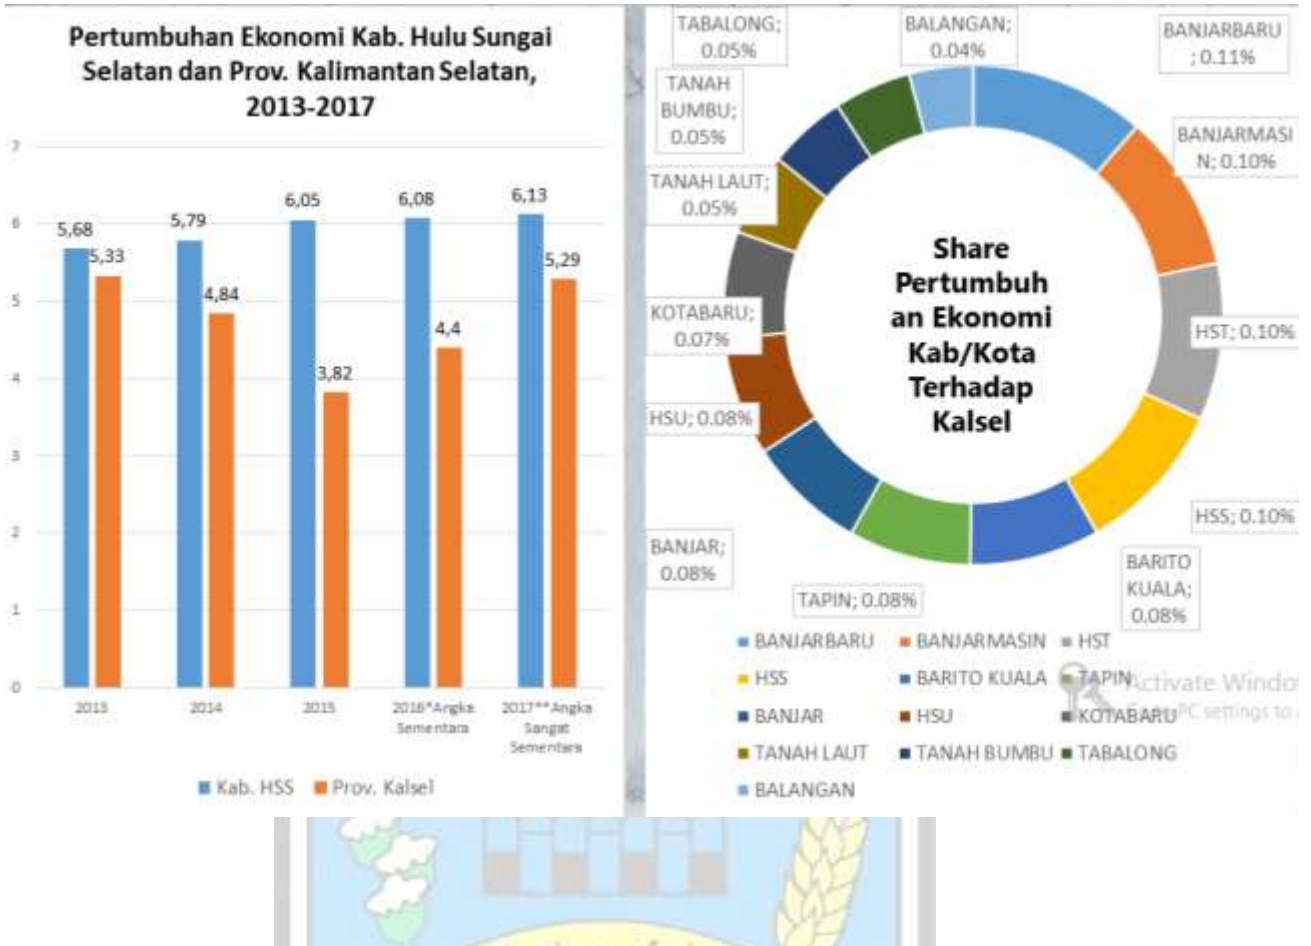 Pertumbuhan Ekonomi Kab. Hulu Sungai
Selatan dan Prov. Kalimantan Selatan,
2013-2017
7
6
5
4
3
2
1
0
5,68
5,33
5,79
4,84
6,05
3,82
6,08
4,4
6,13
5,29
2013
2014
2015
2016*Angka
Sementara
2017**Angka
Sangat
Sementara
Kab. HSS
Prov. Kalsel
TABALONG;
0.05%
BALANGAN;
0.04%
BANJARBARU
; 0.11%
TANAH
BUMBU;
0.05%
BANJARMASI
N; 0.10%
TANAH LAUT;
0.05%
KOTABARU;
0.07%
HST; 0.10%
HSU; 0.08%
HSS; 0.10%
BANJAR;
0.08%
BARITO
KUALA;
0.08%
TAPIN; 0.08%
Share
Pertumbuh
an Ekonomi
Kab/Kota
Terhadap
Kalsel
BANJARBARU
BANJARMASIN
HST
HSS
BARITO KUALA
TAPIN
BANJAR
HSU
KOTABARU
TANAH LAUT
TANAH BUMBU
TABALONG
BALANGAN
Activate Windo
PC settings to